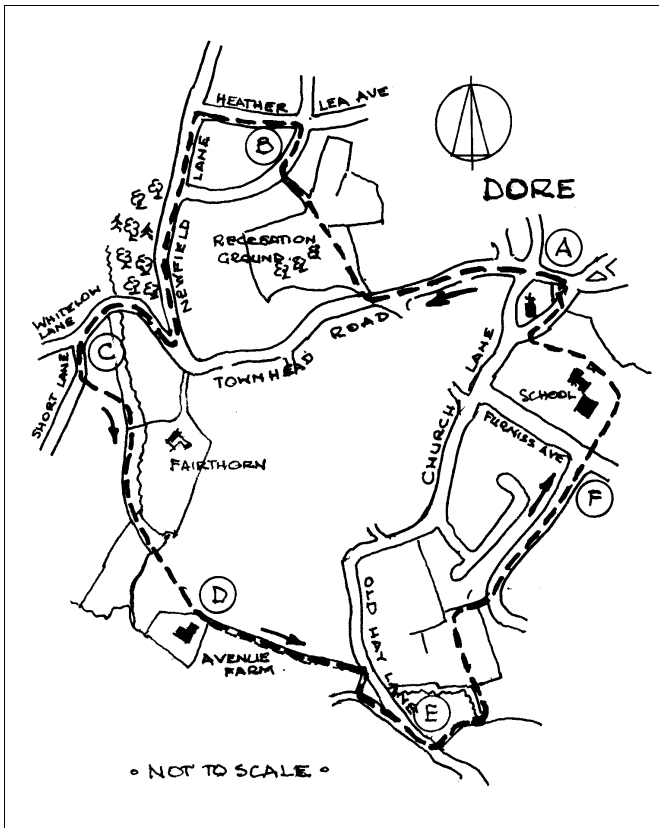 HEATHER
LEA AVE
B
LANE
DORE
NEWFIELD
RECREATION
GROUND
A
WHITELOW
LANE
C
ROAD
TOWNHEAD
SHORT LANE
CHURCH LANE
SCHOOL
FURNISS AVE
FAIRTHORN
F
D
OLD HAY LANE
AVENUE
FARM
E
• NOT TO SCALE •